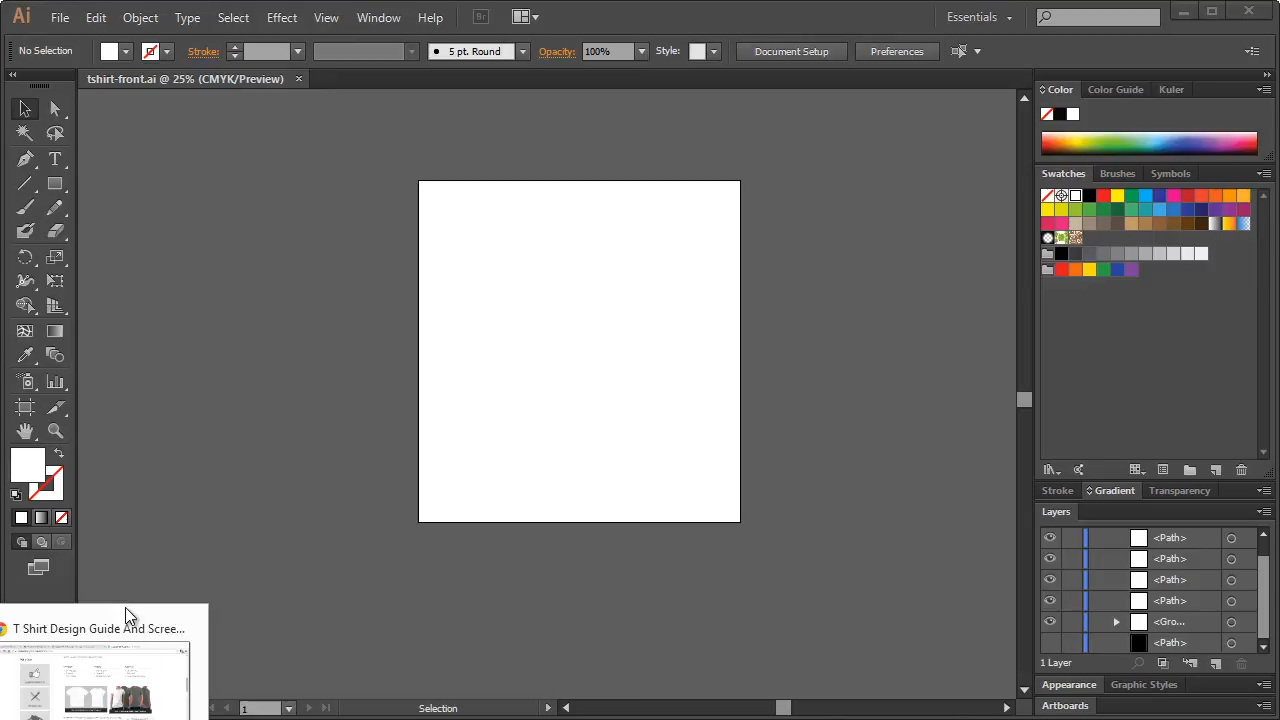 Ai File Edit Object Type Select Effect View Window Help Br Essentials
No Selection Stroke: 5 pt. Round Opacity: 100% Style: Document Setup Preferences
tshirt-front.ai @ 25% (CMYK/Preview)
Color Color Guide Kuler
Swatches Brushes Symbols
Stroke Gradient Transparency
Layers
<Path>
<Path>
<Path>
<Path>
<Gro...
<Path>
1 Layer
Graphic Styles
Artboards
T Shirt Design Guide And Scree...
1 Selection